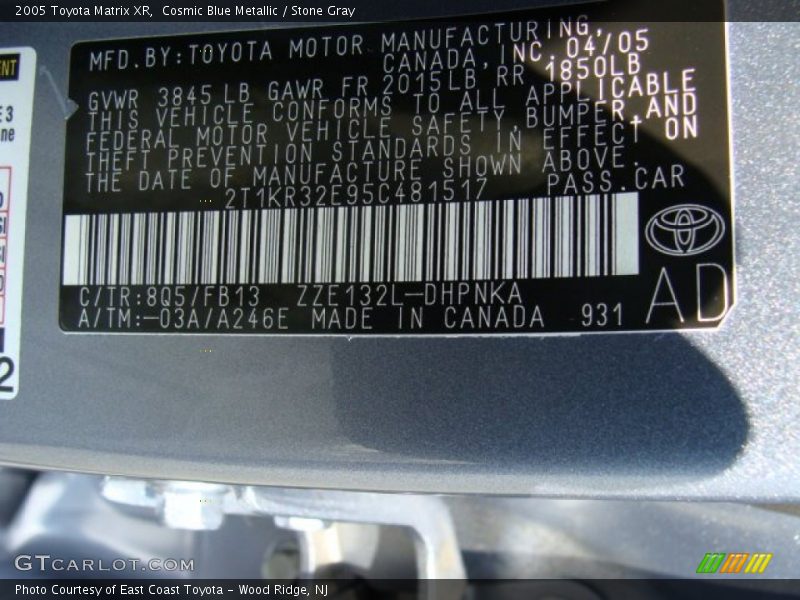 2005 Toyota Matrix XR, Cosmic Blue Metallic / Stone Gray
MFD.BY:TOYOTA MOTOR MANUFACTURING,
CANADA,INC. 04/05
GVWR 3845 LB GAWR FR 2015LB,RR 1850LB
THIS VEHICLE CONFORMS TO ALL APPLICABLE
FEDERAL MOTOR VEHICLE SAFETY,BUMPER,AND
THEFT PREVENTION STANDARDS IN EFFECT ON
THE DATE OF MANUFACTURE SHOWN ABOVE.
2T1KR32E95C481517 PASS.CAR
C/TR:8Q5/FB13 ZZE132L-DHPNKA
A/TM:-03A/A246E MADE IN CANADA 931
AD
GTCARLOT.COM
Photo Courtesy of East Coast Toyota - Wood Ridge, NJ